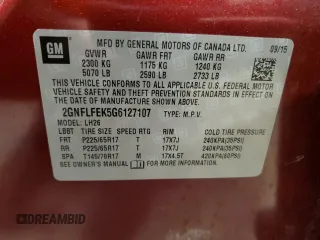 GM
MFD BY GENERAL MOTORS OF CANADA LTD. 09/15
GVWR GAWR FRT GAWR RR
2300 KG 1175 KG 1240 KG
5070 LB 2590 LB 2733 LB
THIS VEHICLE CONFORMS TO ALL APPLICABLE U.S. FEDERAL MOTOR
VEHICLE SAFETY AND THEFT PREVENTION STANDARDS IN EFFECT ON
THE DATE OF MANUFACTURE SHOWN ABOVE.
2GNFLFEK5G6127107 TYPE: M.P.V.
MODEL: LH26
TIRE SIZE SPEED RTG RIM COLD TIRE PRESSURE
FRT P225/65R17 T 17X7J 240KPA(35PSI)
RR P225/65R17 T 17X7J 240KPA(35PSI)
SPA T145/70R17 M 17X4.5T 420KPA(60PSI)
SEE OWNER'S MANUAL FOR ADDITIONAL INFORMATION.
DREAMBID